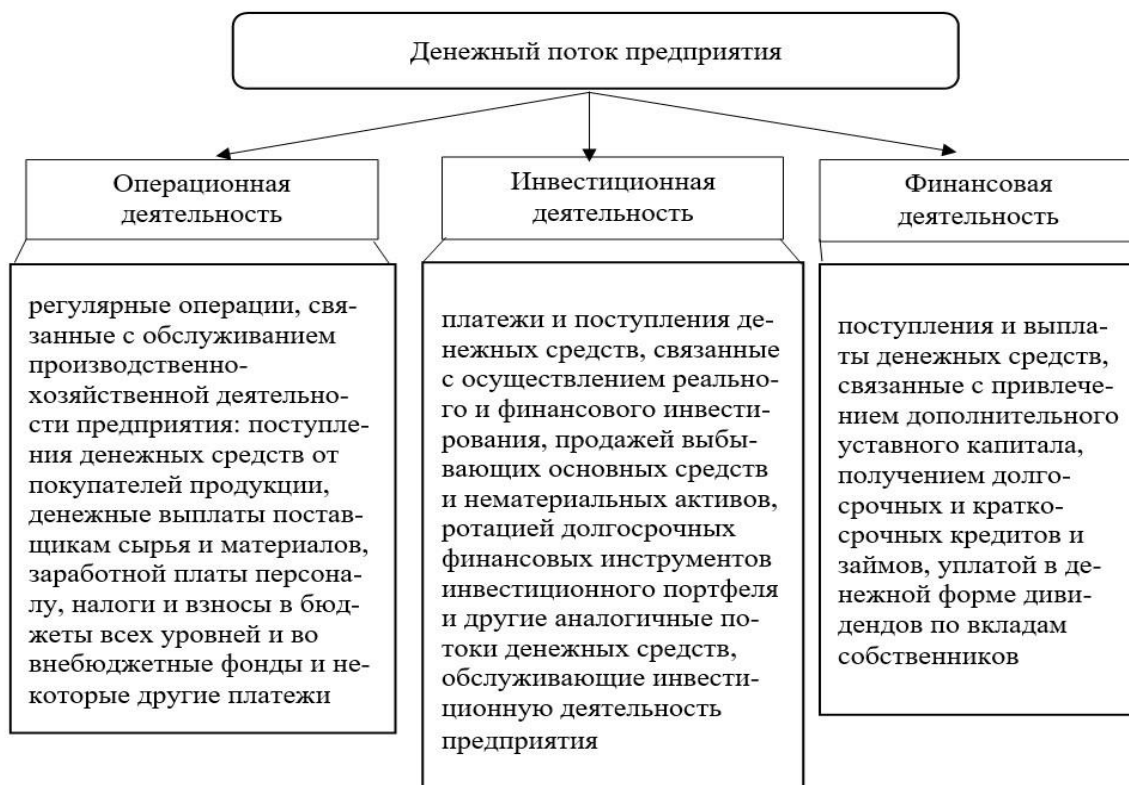 Денежный поток предприятия
Операционная
деятельность
регулярные операции, свя-
занные с обслуживанием
производственно-
хозяйственной деятельно-
сти предприятия: поступле-
ния денежных средств от
покупателей продукции,
денежные выплаты постав-
щикам сырья и материалов,
заработной платы персона-
лу, налоги и взносы в бюд-
жеты всех уровней и во
внебюджетные фонды и не-
которые другие платежи
Инвестиционная
деятельность
платежи и поступления де-
нежных средств, связанные
с осуществлением реально-
го и финансового инвести-
рования, продажей выбы-
вающих основных средств
и нематериальных активов,
ротацией долгосрочных
финансовых инструментов
инвестиционного портфеля
и другие аналогичные по-
токи денежных средств,
обслуживающие инвести-
ционную деятельность
предприятия
Финансовая
деятельность
поступления и выпла-
ты денежных средств,
связанные с привлече-
нием дополнительного
уставного капитала,
получением долго-
срочных и кратко-
срочных кредитов и
займов, уплатой в де-
нежной форме диви-
дендов по вкладам
собственников